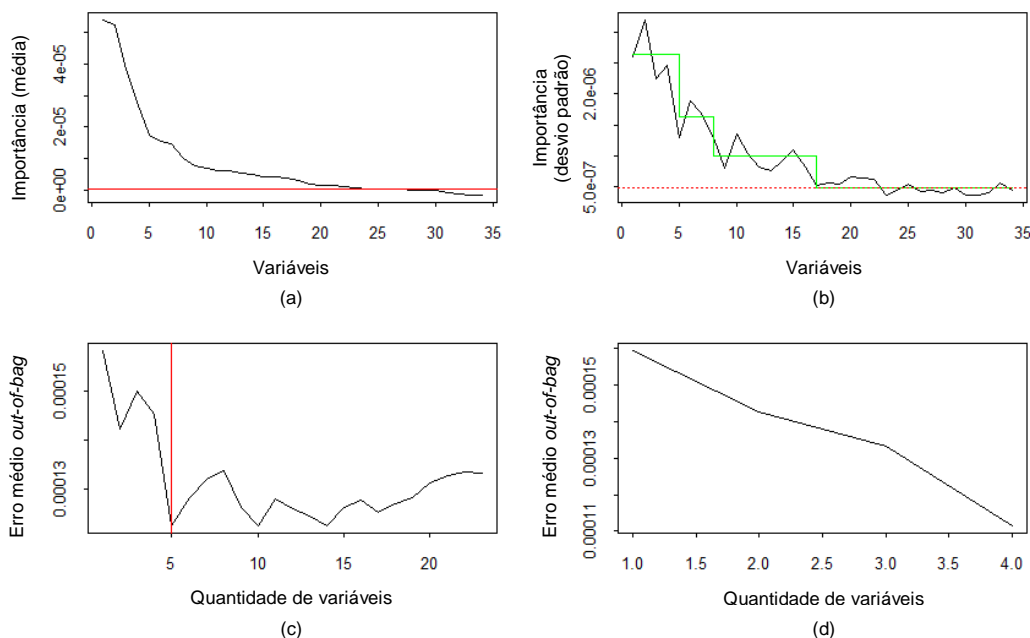 Importância (média)
0e+00
2e-05
4e-05
0
5
10
15
20
25
30
35
Variáveis
(a)
Importância
(desvio padrão)
5.0e-07
2.0e-06
0
5
10
15
20
25
30
35
Variáveis
(b)
Erro médio out-of-bag
0.00013
0.00015
5
10
15
20
Quantidade de variáveis
(c)
Erro médio out-of-bag
0.00011
0.00013
0.00015
1.0
1.5
2.0
2.5
3.0
3.5
4.0
Quantidade de variáveis
(d)